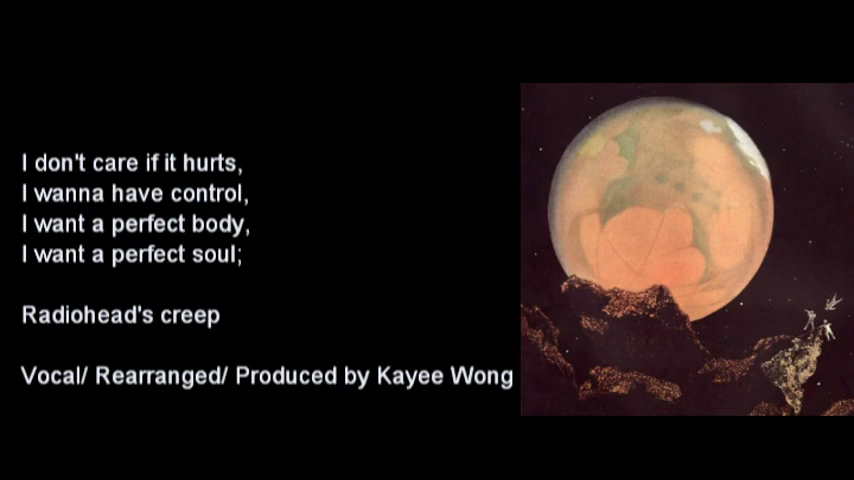 I don't care if it hurts,
I wanna have control,
I want a perfect body,
I want a perfect soul;
Radiohead's creep
Vocal/ Rearranged/ Produced by Kayee Wong